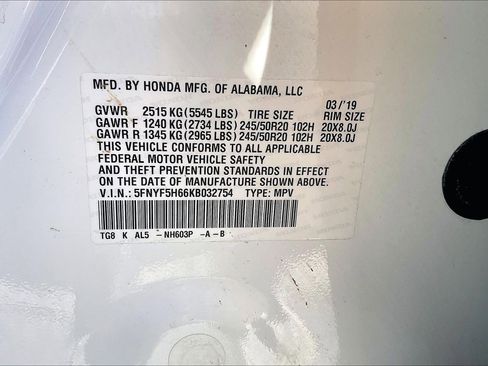 MFD. BY HONDA MFG. OF ALABAMA, LLC
03/'19
GVWR 2515 KG (5545 LBS) TIRE SIZE RIM SIZE
GAWR F 1240 KG (2734 LBS) 245/50R20 102H 20X8.0J
GAWR R 1345 KG (2965 LBS) 245/50R20 102H 20X8.0J
THIS VEHICLE CONFORMS TO ALL APPLICABLE
FEDERAL MOTOR VEHICLE SAFETY
AND THEFT PREVENTION STANDARDS IN EFFECT
ON THE DATE OF MANUFACTURE SHOWN ABOVE.
V.I.N.: 5FNYF5H66KB032754 TYPE: MPV
TG8 K AL5 -NH603P -A-B